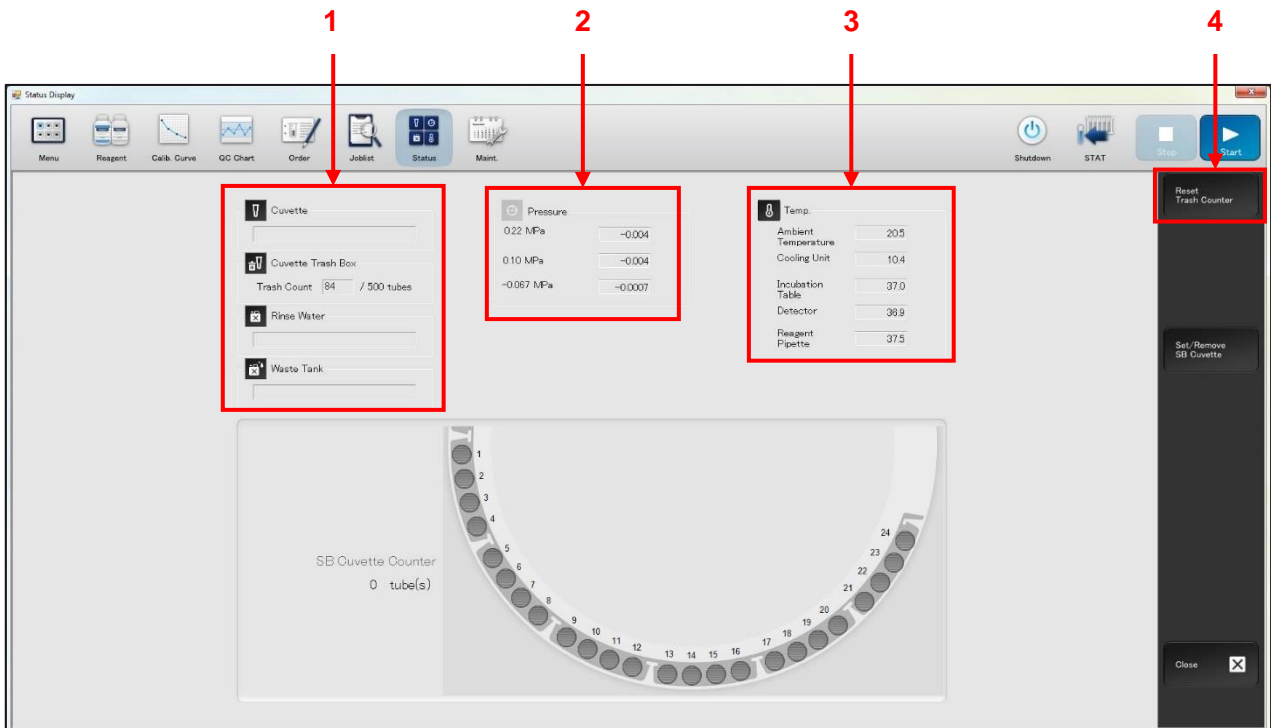 1 2 3 4
Status Display
Menu Reagent Calib. Curve QC Chart Order Joblist Status Maint. Shutdown STAT Stop Start
Reset
Trash Counter
Cuvette
Cuvette Trash Box
Trash Count 84 / 500 tubes
Rinse Water
Waste Tank
Pressure
0.22 MPa -0.004
0.10 MPa -0.004
-0.067 MPa -0.0007
Temp.
Ambient
Temperature 20.5
Cooling Unit 10.4
Incubation
Table 37.0
Detector 36.9
Reagent
Pipette 37.5
Set/Remove
SB Cuvette
SB Cuvette Counter
0 tube(s)
1
2
3
4
5
6
7
8
9
10
11
12
13
14
15
16
17
18
19
20
21
22
23
24
Close